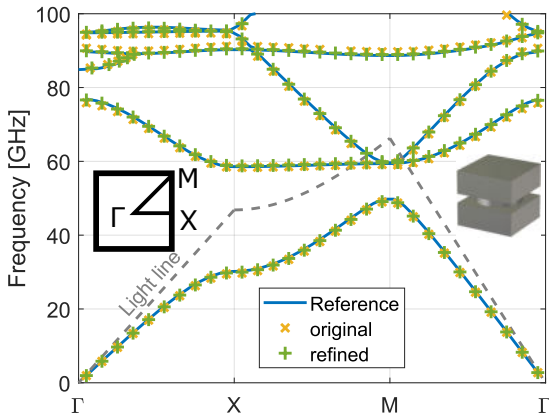 100
80
60
40
20
0
Frequency [GHz]
M
Γ
X
Light line
Reference
original
refined
Γ
X
M
Γ